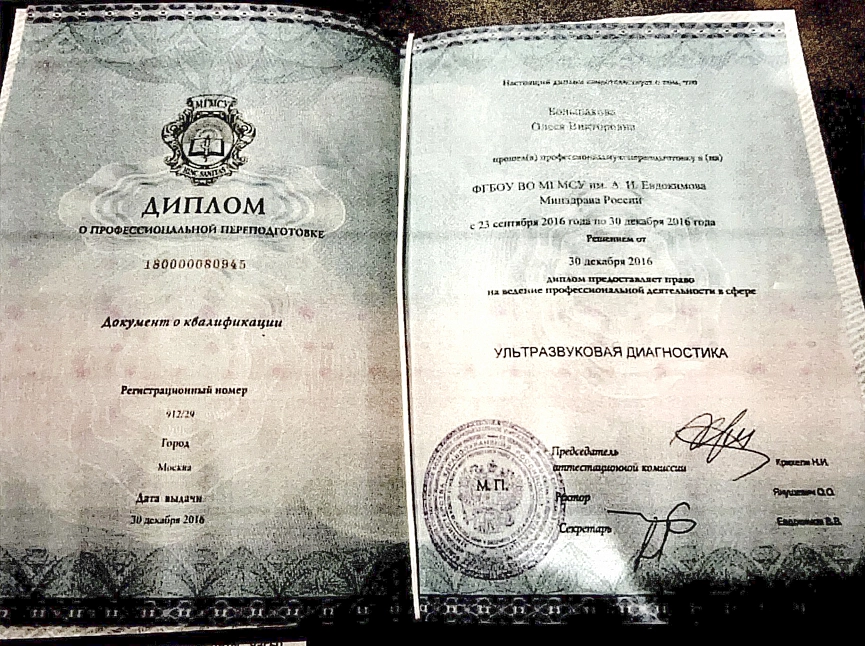 МГМСУ
ДИПЛОМ
О ПРОФЕССИОНАЛЬНОЙ ПЕРЕПОДГОТОВКЕ
180000080945
Документ о квалификации
Регистрационный номер
912/29
Город
Москва
Дата выдачи
30 декабря 2016
Настоящий диплом свидетельствует о том, что
Олеся Викторовна
прошел(а) профессиональную переподготовку в (на)
ФГБОУ ВО МГМСУ им. А. И. Евдокимова
Минздрава России
с 23 сентября 2016 года по 30 декабря 2016 года
Решением от
30 декабря 2016
диплом предоставляет право
на ведение профессиональной деятельности в сфере
УЛЬТРАЗВУКОВАЯ ДИАГНОСТИКА
Председатель
аттестационной комиссии
Крихели Н.И.
М.П.
Ректор
Янушевич О.О.
Секретарь